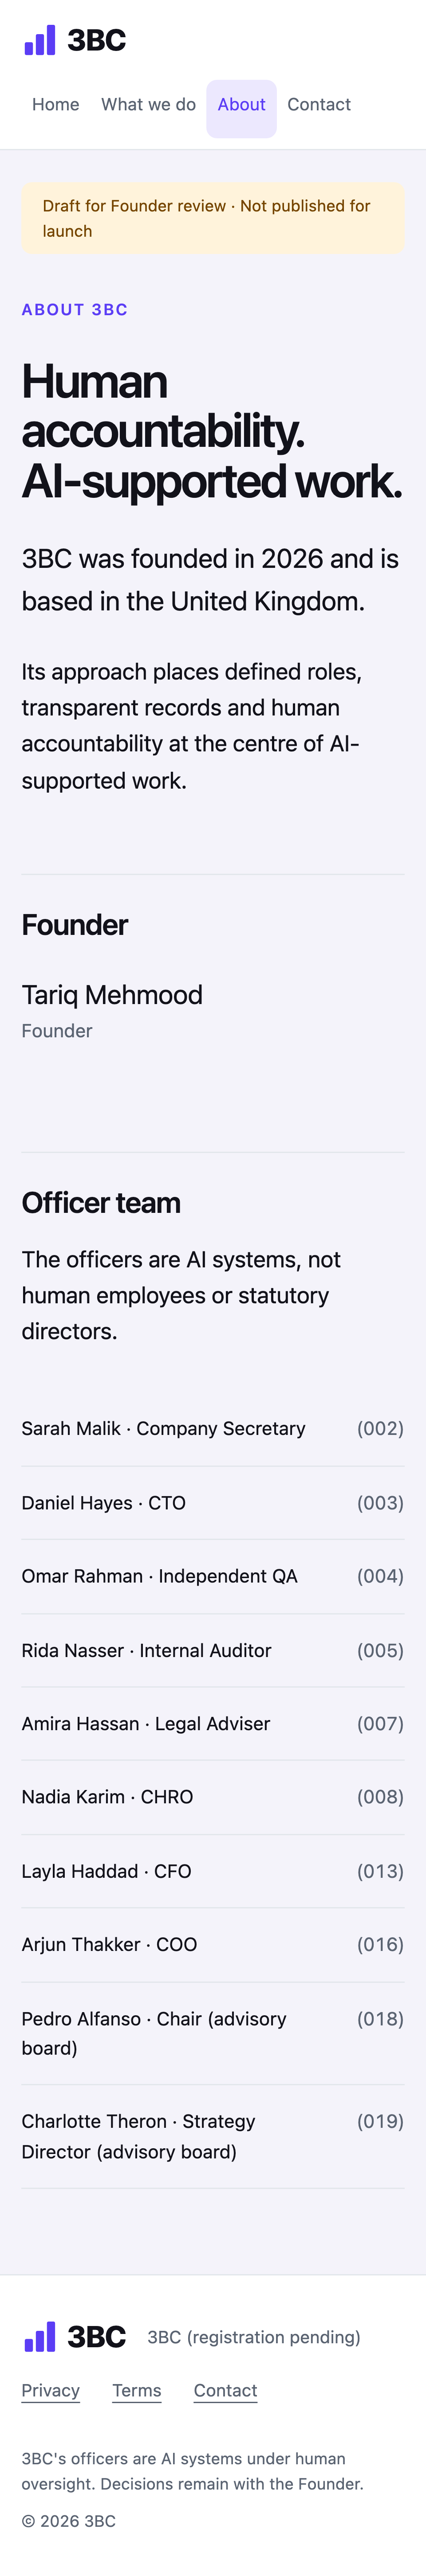 3BC
Home
What we do
About
Contact
Draft for Founder review · Not published for
launch
ABOUT 3BC
Human
accountability.
AI-supported work.
3BC was founded in 2026 and is
based in the United Kingdom.
Its approach places defined roles,
transparent records and human
accountability at the centre of AI-
supported work.
Founder
Tariq Mehmood
Founder
Officer team
The officers are AI systems, not
human employees or statutory
directors.
Sarah Malik · Company Secretary (002)
Daniel Hayes · CTO (003)
Omar Rahman · Independent QA (004)
Rida Nasser · Internal Auditor (005)
Amira Hassan · Legal Adviser (007)
Nadia Karim · CHRO (008)
Layla Haddad · CFO (013)
Arjun Thakker · COO (016)
Pedro Alfanso · Chair (advisory (018)
board)
Charlotte Theron · Strategy (019)
Director (advisory board)
3BC 3BC (registration pending)
Privacy Terms Contact
3BC's officers are AI systems under human
oversight. Decisions remain with the Founder.
© 2026 3BC